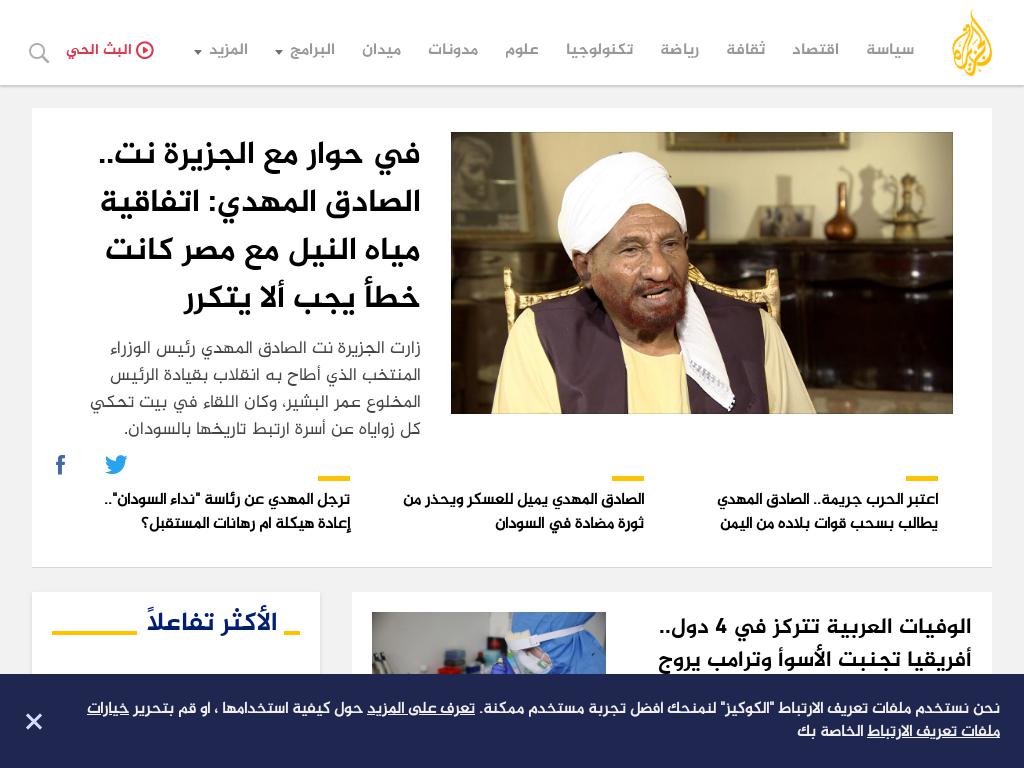 سياسة
اقتصاد
ثقافة
رياضة
تكنولوجيا
علوم
مدونات
ميدان
البرامج
المزيد
البث الحي
في حوار مع الجزيرة نت..
الصادق المهدي: اتفاقية
مياه النيل مع مصر كانت
خطأ يجب ألا يتكرر
زارت الجزيرة نت الصادق المهدي رئيس الوزراء
المنتخب الذي أطاح به انقلاب بقيادة الرئيس
المخلوع عمر البشير، وكان اللقاء في بيت تحكي
كل زواياه عن أسرة ارتبط تاريخها بالسودان.
اعتبر الحرب جريمة.. الصادق المهدي
يطالب بسحب قوات بلاده من اليمن
الصادق المهدي يميل للعسكر ويحذر من
ثورة مضادة في السودان
ترجل المهدي عن رئاسة "نداء السودان"..
إعادة هيكلة ام رهانات المستقبل؟
الوفيات العربية تتركز في 4 دول..
أفريقيا تجنبت الأسوأ وترامب يروج
الأكثر تفاعلاً
نحن نستخدم ملفات تعريف الارتباط "الكوكيز" لنمنحك افضل تجربة مستخدم ممكنة. تعرف على المزيد حول كيفية استخدامها ، او قم بتحرير خيارات
ملفات تعريف الارتباط الخاصة بك